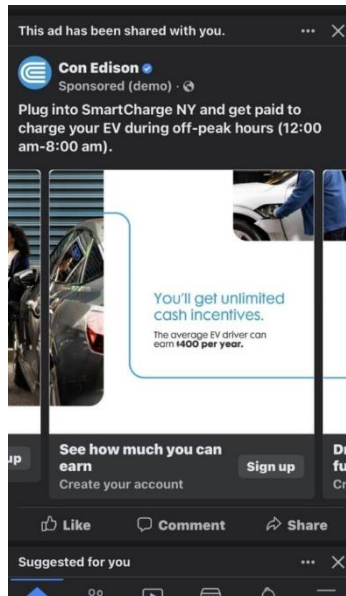 This ad has been shared with you.
Con Edison
Sponsored (demo) ·
Plug into SmartCharge NY and get paid to
charge your EV during off-peak hours (12:00
am-8:00 am).
You'll get unlimited
cash incentives.
The average EV driver can
earn $400 per year.
up
See how much you can
earn
Create your account
Sign up
Like
Comment
Share
Suggested for you